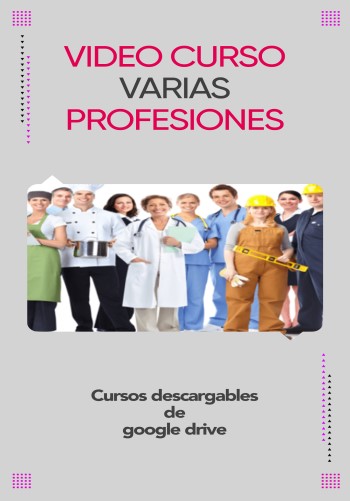 VIDEO CURSO
VARIAS
PROFESIONES
Cursos descargables
de
google drive